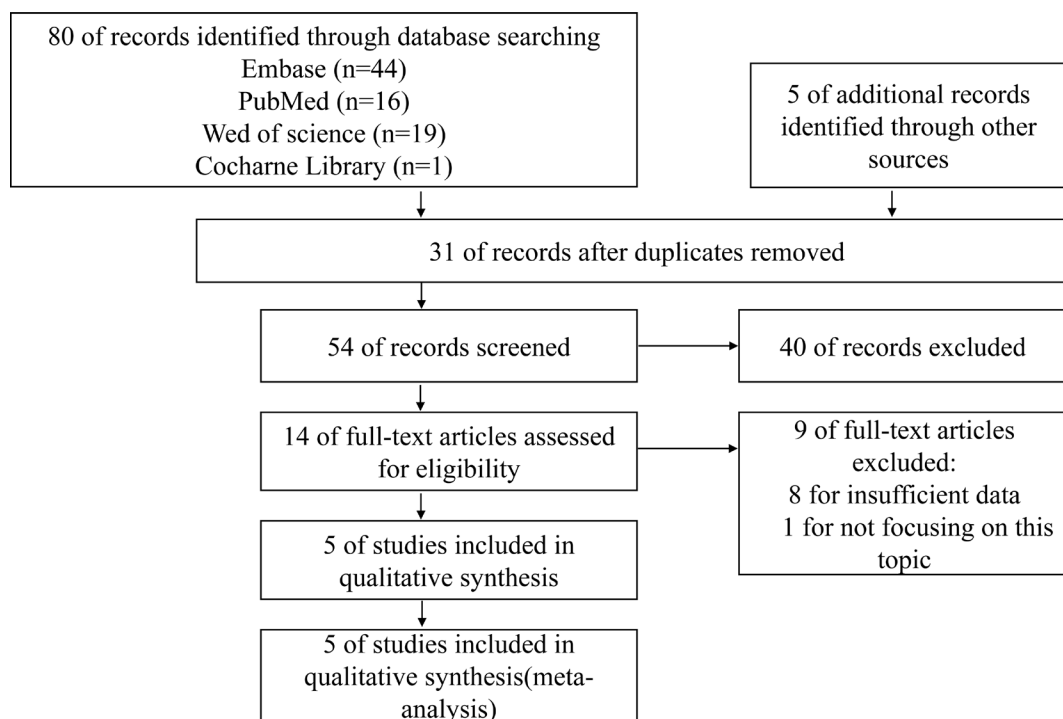 80 of records identified through database searching
Embase (n=44)
PubMed (n=16)
Wed of science (n=19)
Cocharne Library (n=1)
5 of additional records
identified through other
sources
31 of records after duplicates removed
54 of records screened
40 of records excluded
14 of full-text articles assessed
for eligibility
9 of full-text articles
excluded:
8 for insufficient data
1 for not focusing on this
topic
5 of studies included in
qualitative synthesis
5 of studies included in
qualitative synthesis(meta-
analysis)